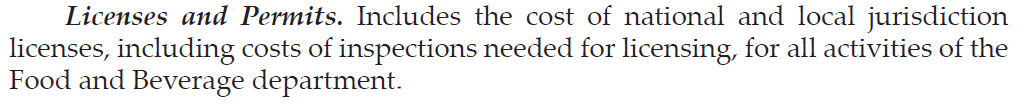 Licenses and Permits. Includes the cost of national and local jurisdiction
licenses, including costs of inspections needed for licensing, for all activities of the
Food and Beverage department.